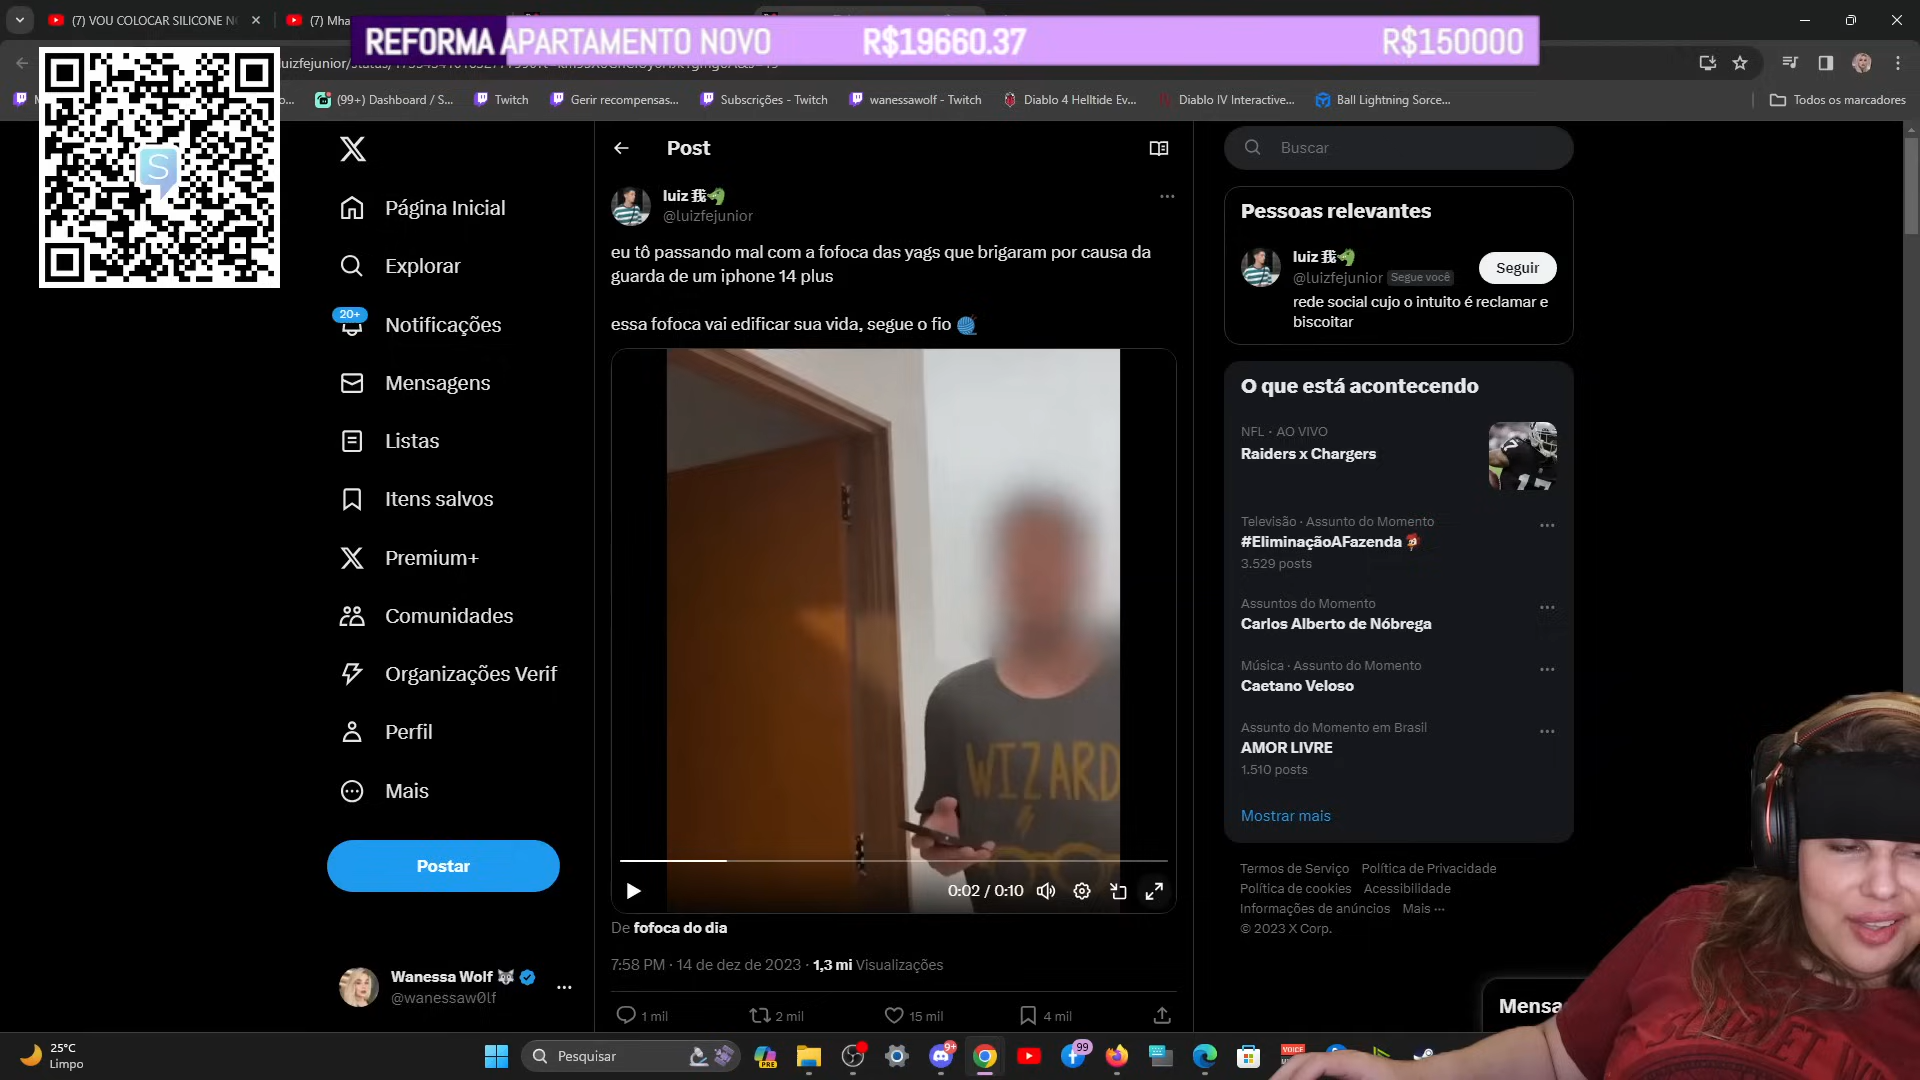 (7) VOU COLOCAR SILICONE N
(7) Mha
REFORMA APARTAMENTO NOVO
R$19660.37
R$150000
uizfejunior/status/
(99+) Dashboard / S...
Twitch
Gerir recompensas...
Subscrições - Twitch
wanessawolf - Twitch
Diablo 4 Helltide Ev...
Diablo IV Interactive...
Ball Lightning Sorce...
Todos os marcadores
Página Inicial
Explorar
20+
Notificações
Mensagens
Listas
Itens salvos
Premium+
Comunidades
Organizações Verif
Perfil
Mais
Postar
Wanessa Wolf
@wanessaw0lf
Post
luiz 我
@luizfejunior
eu tô passando mal com a fofoca das yags que brigaram por causa da
guarda de um iphone 14 plus
essa fofoca vai edificar sua vida, segue o fio
WIZARD
0:02 / 0:10
De fofoca do dia
7:58 PM · 14 de dez de 2023 · 1,3 mi Visualizações
1 mil
2 mil
15 mil
4 mil
Buscar
Pessoas relevantes
luiz 我
@luizfejunior Segue você
Seguir
rede social cujo o intuito é reclamar e
biscoitar
O que está acontecendo
NFL · AO VIVO
Raiders x Chargers
Televisão · Assunto do Momento
#EliminaçãoAFazenda
3.529 posts
Assuntos do Momento
Carlos Alberto de Nóbrega
Música · Assunto do Momento
Caetano Veloso
Assunto do Momento em Brasil
AMOR LIVRE
1.510 posts
Mostrar mais
Termos de Serviço Política de Privacidade
Política de cookies Acessibilidade
Informações de anúncios Mais ···
© 2023 X Corp.
Mensa
25°C
Limpo
Pesquisar
PRE
9+
99
VOICE